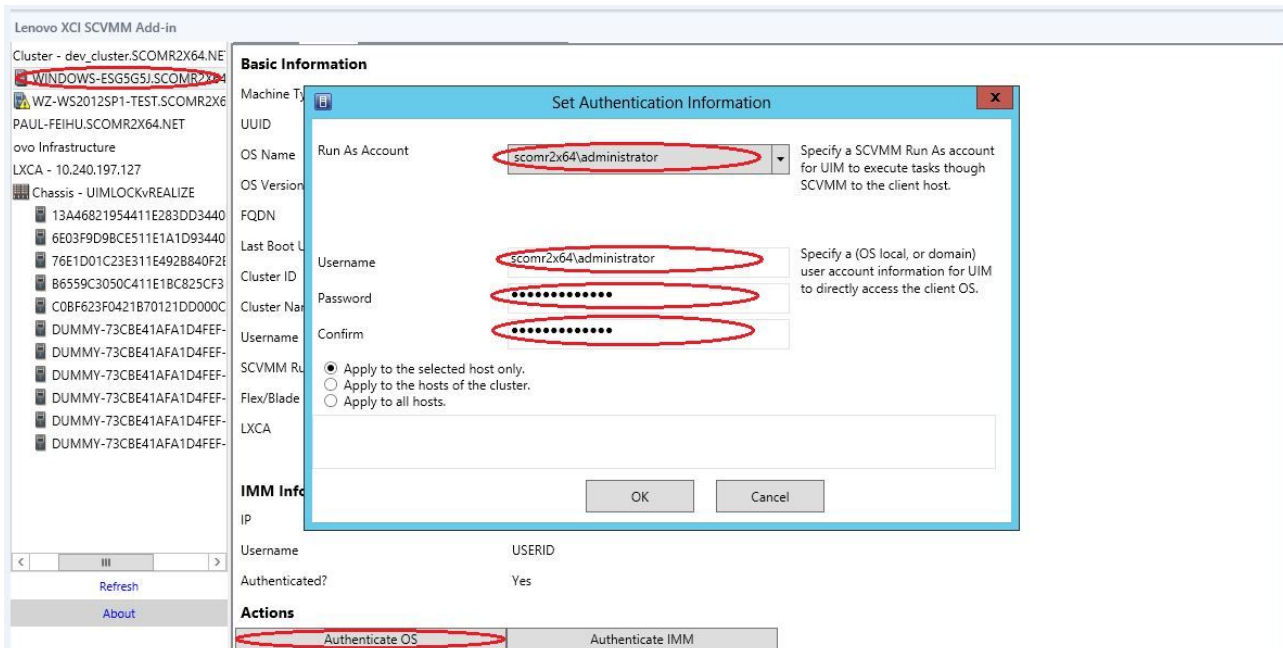 Lenovo XCI SCVMM Add-in
Cluster - dev_cluster.SCOMR2X64.NE
WINDOWS-ESG5G5J.SCOMR2X64
WZ-WS2012SP1-TEST.SCOMR2X6
PAUL-FEIHU.SCOMR2X64.NET
ovo Infrastructure
LXCA - 10.240.197.127
Chassis - UIMLOCKvREALIZE
13A46821954411E283DD3440
6E03F9D9BCE511E1A1D93440
76E1D01C23E311E492B840F2E
B6559C3050C411E1BC825CF3
C0BF623F0421B70121DD000C
DUMMY-73CBE41AFA1D4FEF-
DUMMY-73CBE41AFA1D4FEF-
DUMMY-73CBE41AFA1D4FEF-
DUMMY-73CBE41AFA1D4FEF-
DUMMY-73CBE41AFA1D4FEF-
DUMMY-73CBE41AFA1D4FEF-
Refresh
About
Basic Information
Machine Ty
UUID
OS Name
OS Version
FQDN
Last Boot U
Cluster ID
Cluster Nar
Username
SCVMM Ru
Flex/Blade
LXCA
IMM Info
IP
Username USERID
Authenticated? Yes
Actions
Authenticate OS Authenticate IMM
Set Authentication Information
x
Run As Account
scomr2x64\administrator
Specify a SCVMM Run As account
for UIM to execute tasks though
SCVMM to the client host.
Username
scomr2x64\administrator
Specify a (OS local, or domain)
user account information for UIM
to directly access the client OS.
Password
•••••••••••••
Confirm
•••••••••••••
Apply to the selected host only.
Apply to the hosts of the cluster.
Apply to all hosts.
OK Cancel